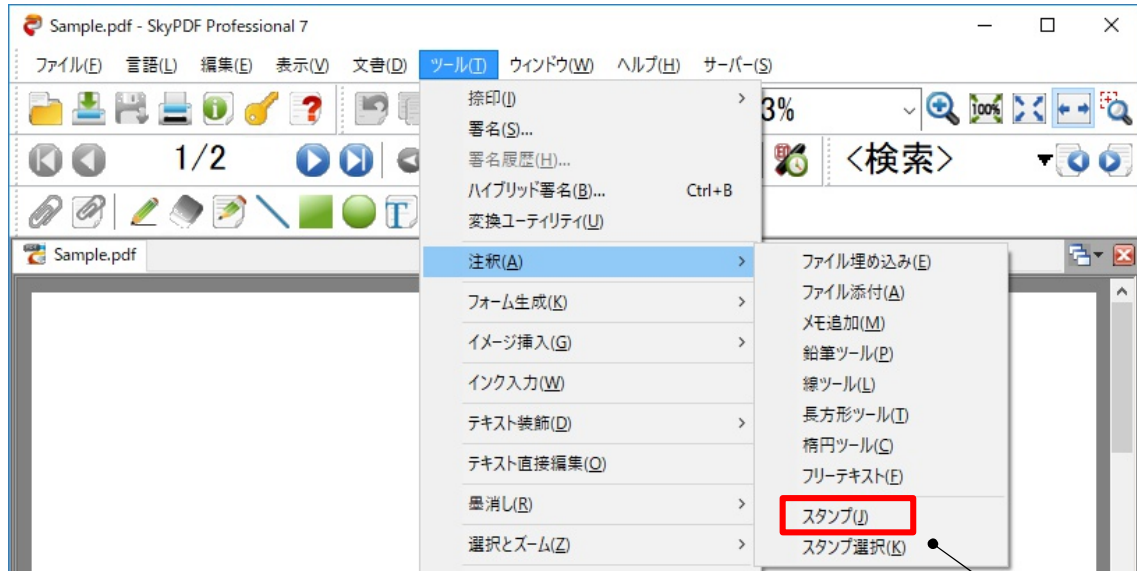 Sample.pdf - SkyPDF Professional 7
ファイル(F) 言語(L) 編集(E) 表示(V) 文書(D) ツール(T) ウィンドウ(W) ヘルプ(H) サーバー(S)
捺印(I)
3%
100%
署名(S)...
署名履歴(H)...
1/2
<検索>
ハイブリッド署名(B)... Ctrl+B
変換ユーティリティ(U)
Sample.pdf
注釈(A)
フォーム生成(K)
イメージ挿入(G)
インク入力(W)
テキスト装飾(D)
テキスト直接編集(O)
墨消し(R)
選択とズーム(Z)
ファイル埋め込み(E)
ファイル添付(A)
メモ追加(M)
鉛筆ツール(P)
線ツール(L)
長方形ツール(T)
楕円ツール(C)
フリーテキスト(F)
スタンプ(J)
スタンプ選択(K)